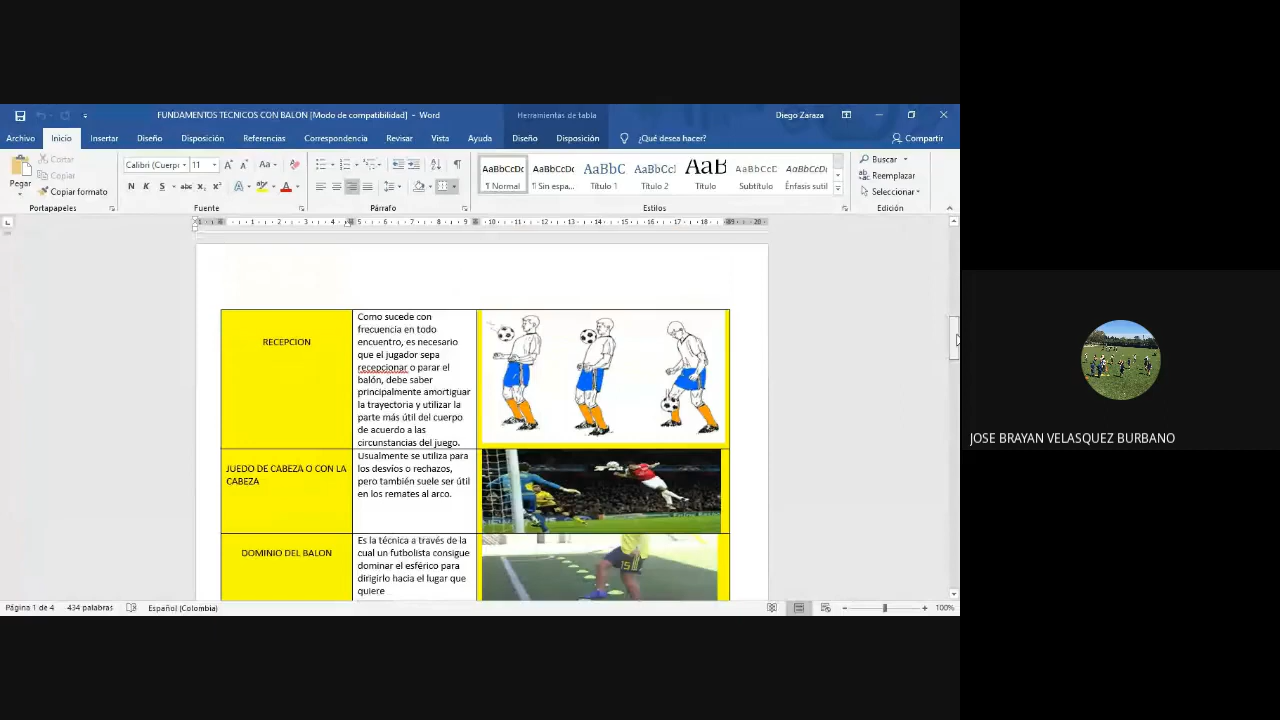 FUNDAMENTOS TECNICOS CON BALON [Modo de compatibilidad] - Word
Herramientas de tabla
Diego Zaraza
Archivo Inicio Insertar Diseño Disposición Referencias Correspondencia Revisar Vista Ayuda Diseño Disposición ¿Qué desea hacer? Compartir
Pegar
Cortar
Copiar
Copiar formato
Portapapeles
Calibri (Cuerp 11
Fuente
Párrafo
AaBbCcDc AaBbCcDc AaBbC AaBbCcI AaB AaBbCcD AaBbCcDc
¶ Normal ¶ Sin espa... Título 1 Título 2 Título Subtítulo Énfasis sutil
Estilos
Buscar
Reemplazar
Seleccionar
Edición
RECEPCION
Como sucede con
frecuencia en todo
encuentro, es necesario
que el jugador sepa
recepcionar o parar el
balón, debe saber
principalmente amortiguar
la trayectoria y utilizar la
parte más útil del cuerpo
de acuerdo a las
circunstancias del juego.
JUEDO DE CABEZA O CON LA
CABEZA
Usualmente se utiliza para
los desvíos o rechazos,
pero también suele ser útil
en los remates al arco.
DOMINIO DEL BALON
Es la técnica a través de la
cual un futbolista consigue
dominar el esférico para
dirigirlo hacia el lugar que
quiere
15
Página 1 de 4 434 palabras Español (Colombia) 100%
JOSE BRAYAN VELASQUEZ BURBANO